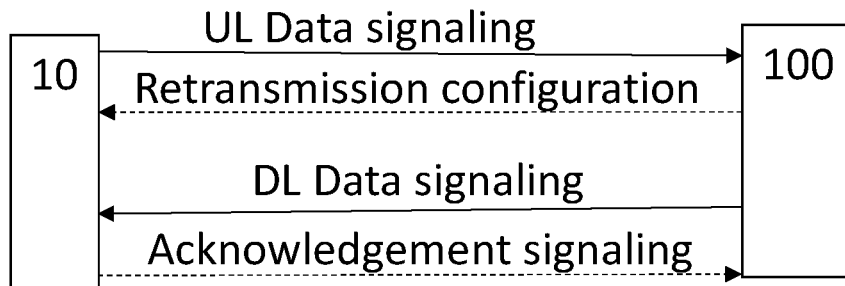 UL Data signaling
10
100
Retransmission configuration
DL Data signaling
Acknowledgement signaling